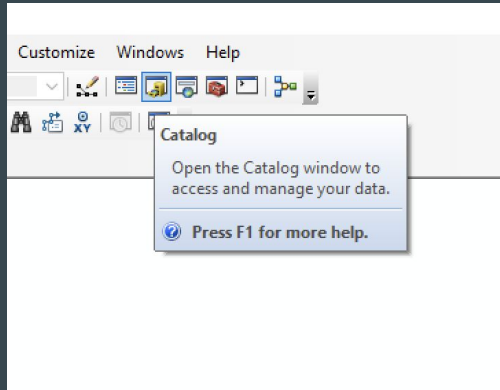 Customize Windows Help
XY
Catalog
Open the Catalog window to
access and manage your data.
Press F1 for more help.